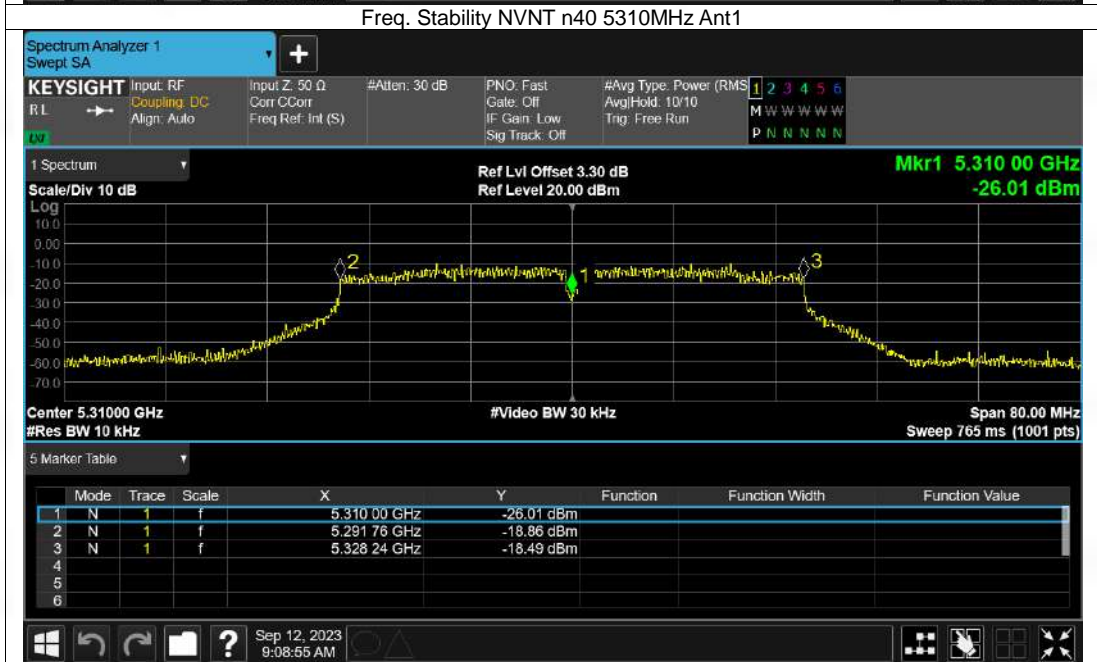 Freq. Stability NVNT n40 5310MHz Ant1
Spectrum Analyzer 1
Swept SA
+
KEYSIGHT Input: RF Input Z: 50 Ω #Atten: 30 dB PNO: Fast #Avg Type: Power (RMS 1 2 3 4 5 6
RL Coupling: DC Corr CCorr Gate: Off Avg|Hold: 10/10 M W W W W W
Align: Auto Freq Ref: Int (S) IF Gain: Low Trig: Free Run
LXI Sig Track: Off P N N N N N
1 Spectrum Ref Lvl Offset 3.30 dB Mkr1 5.310 00 GHz
Scale/Div 10 dB Ref Level 20.00 dBm -26.01 dBm
Log
10.0
0.00
-10.0
2 1 3
-20.0
-30.0
-40.0
-50.0
-60.0
-70.0
Center 5.31000 GHz #Video BW 30 kHz Span 80.00 MHz
#Res BW 10 kHz Sweep 765 ms (1001 pts)
5 Marker Table
Mode Trace Scale X Y Function Function Width Function Value
1 N 1 f 5.310 00 GHz -26.01 dBm
2 N 1 f 5.291 76 GHz -18.86 dBm
3 N 1 f 5.328 24 GHz -18.49 dBm
4
5
6
? Sep 12, 2023
9:08:55 AM